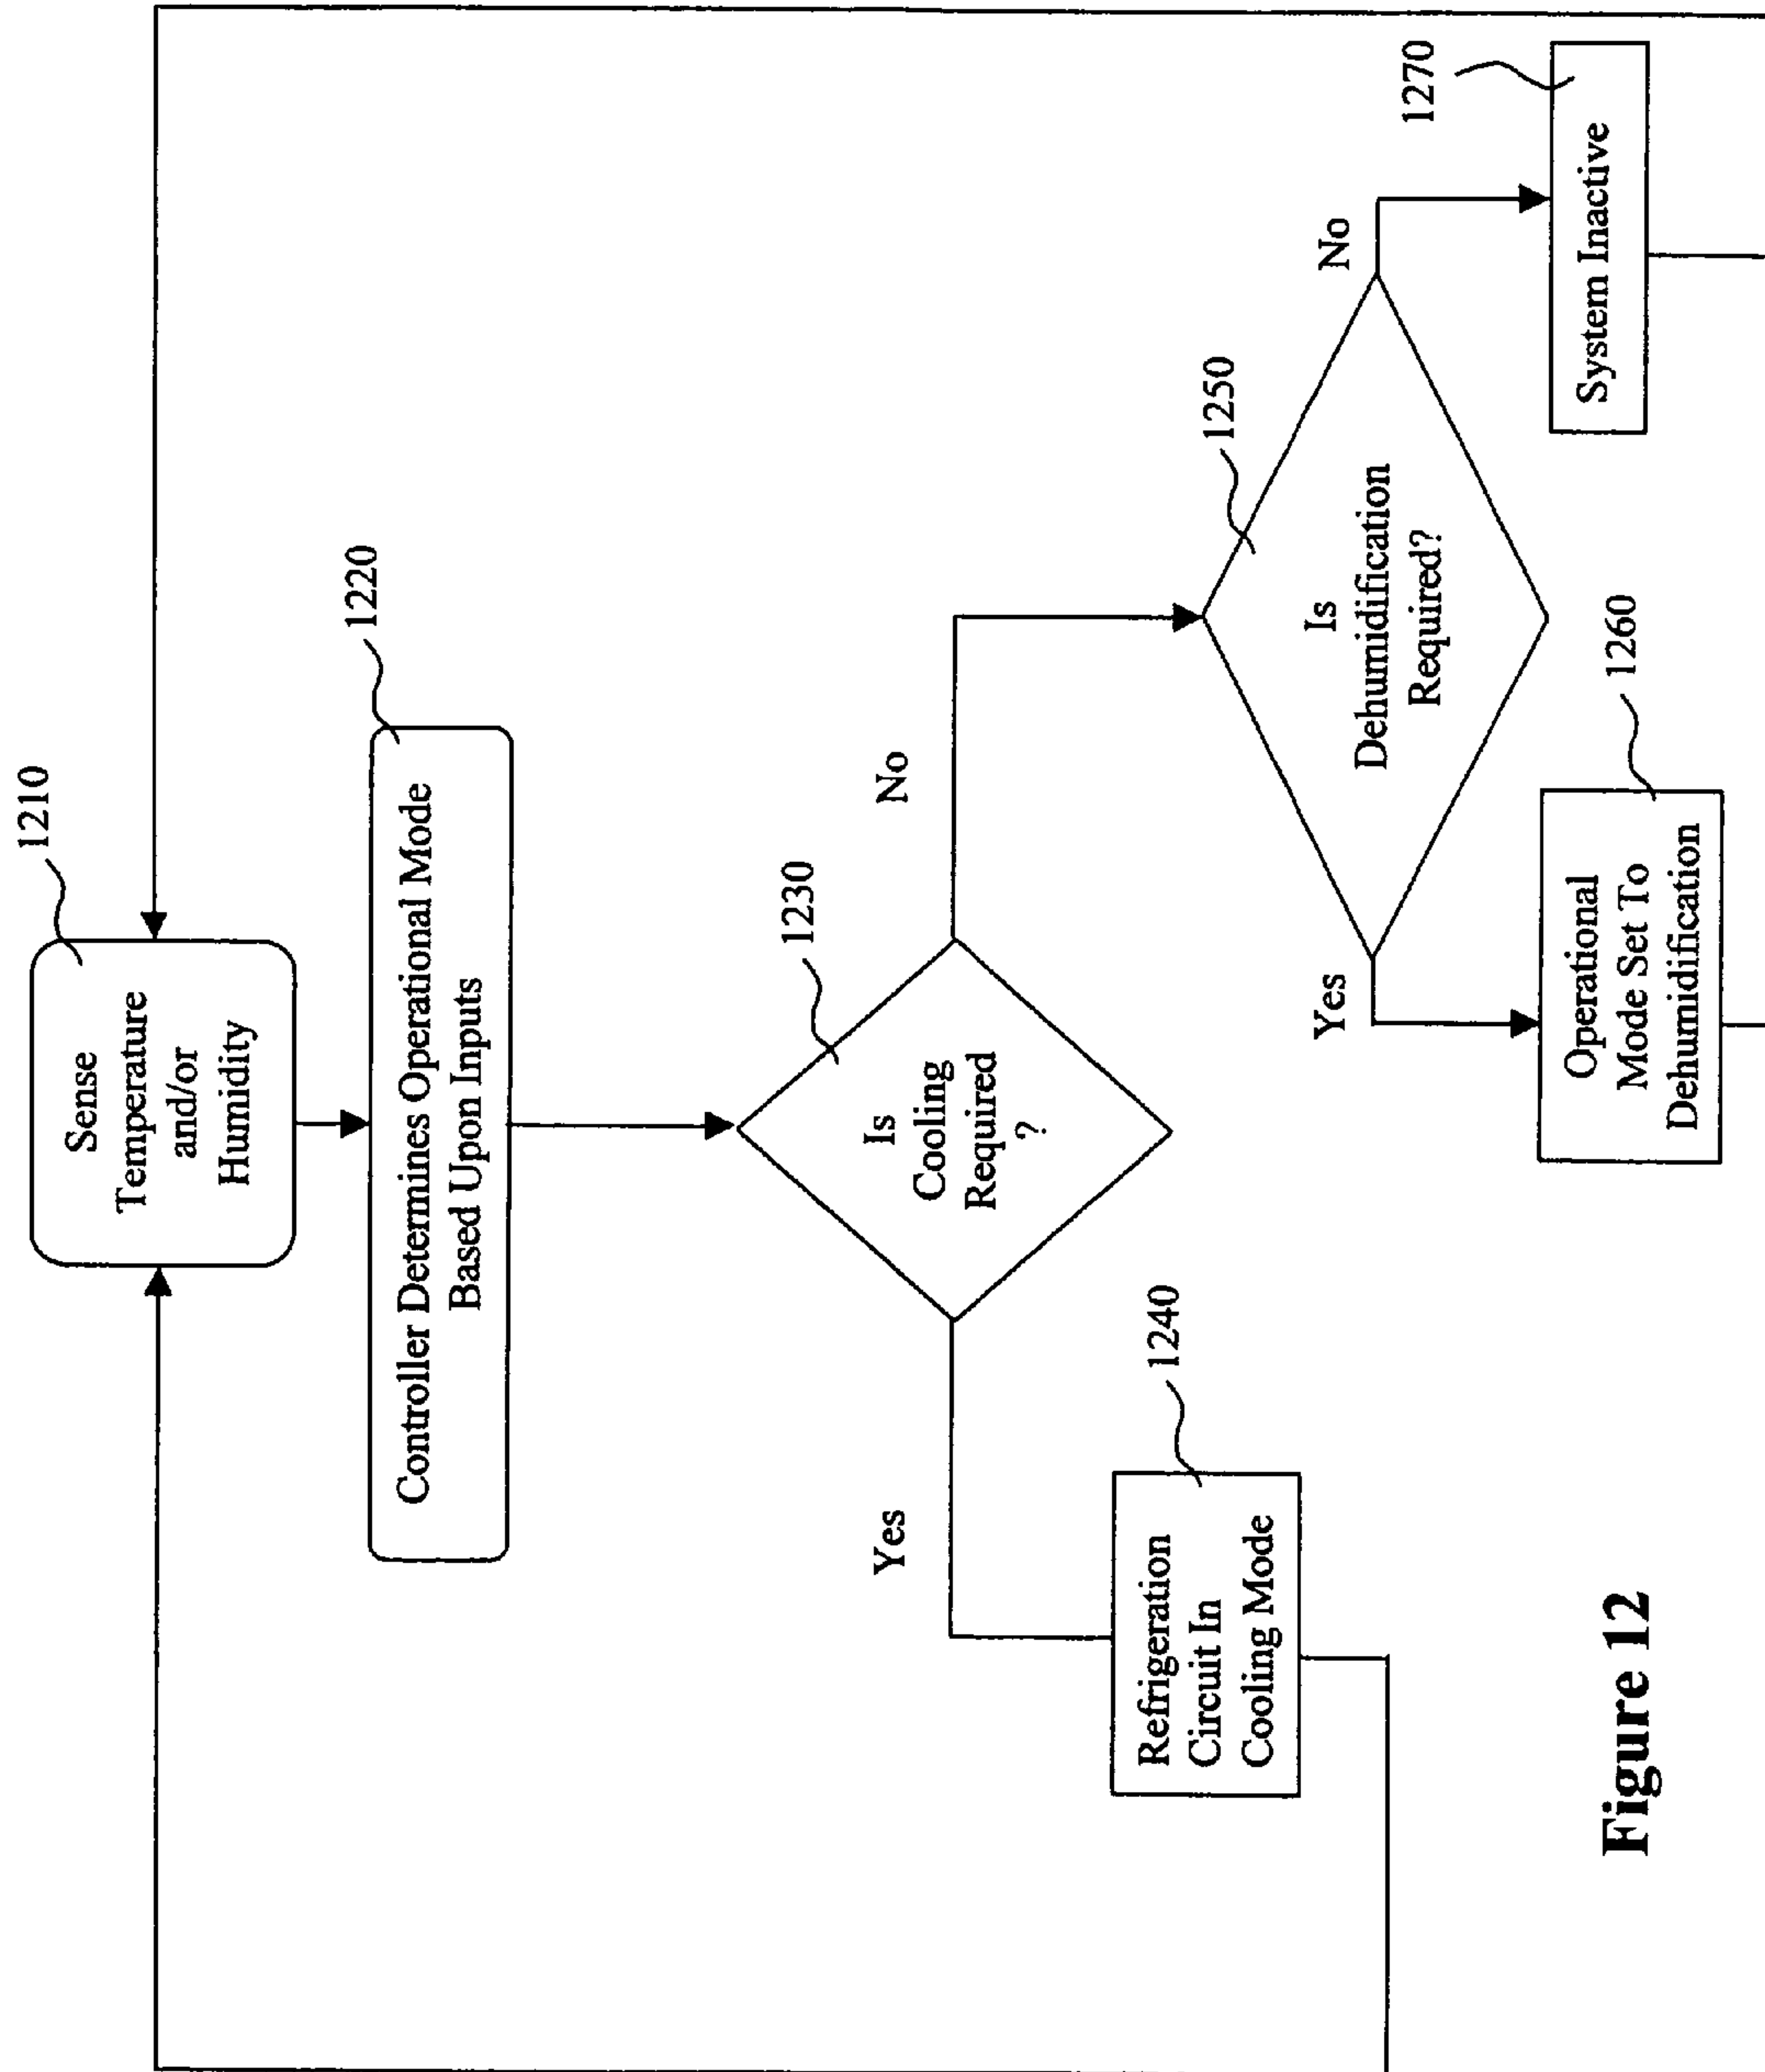 1210
Sense
Temperature
and/or
Humidity
1220
Controller Determines Operational Mode
Based Upon Inputs
1230
Is
Cooling
Required
?
Yes
No
1240
Refrigeration
Circuit In
Cooling Mode
1250
Is
Dehumidification
Required?
Yes
No
1260
Operational
Mode Set To
Dehumidification
1270
System Inactive
Figure 12